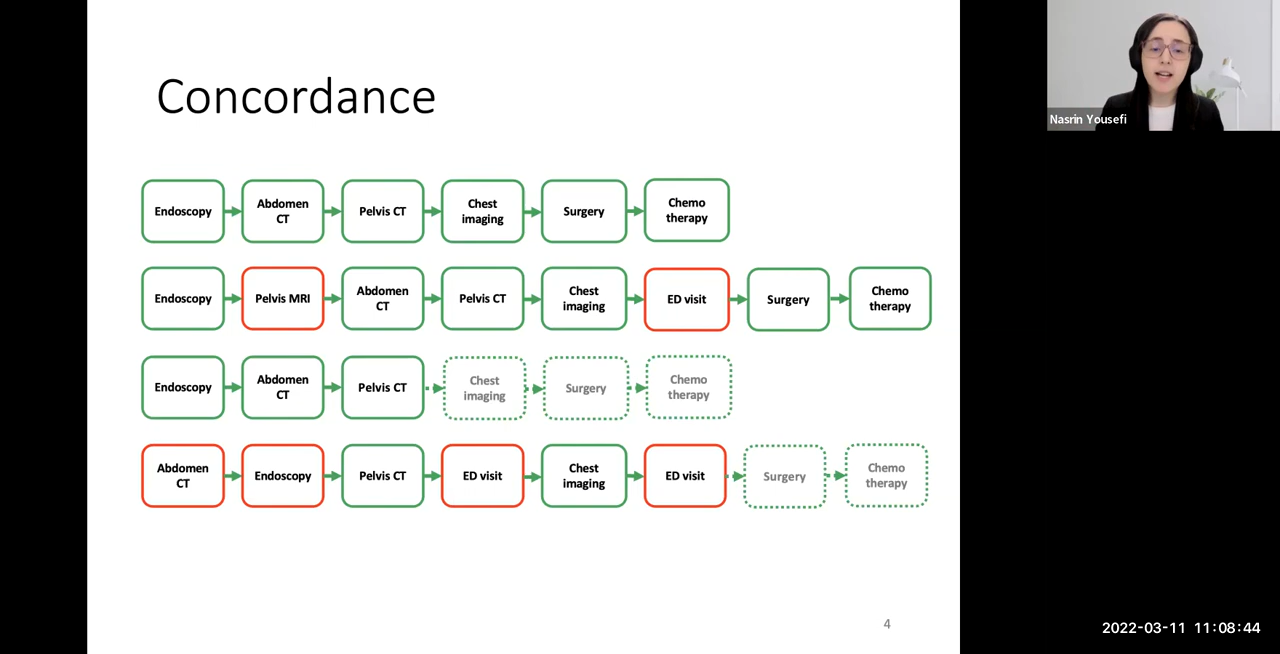 Concordance
Nasrin Yousefi
Endoscopy
Abdomen
CT
Pelvis CT
Chest
imaging
Surgery
Chemo
therapy
Endoscopy
Pelvis MRI
Abdomen
CT
Pelvis CT
Chest
imaging
ED visit
Surgery
Chemo
therapy
Endoscopy
Abdomen
CT
Pelvis CT
Chest
imaging
Surgery
Chemo
therapy
Abdomen
CT
Endoscopy
Pelvis CT
ED visit
Chest
imaging
ED visit
Surgery
Chemo
therapy
4
2022-03-11 11:08:44